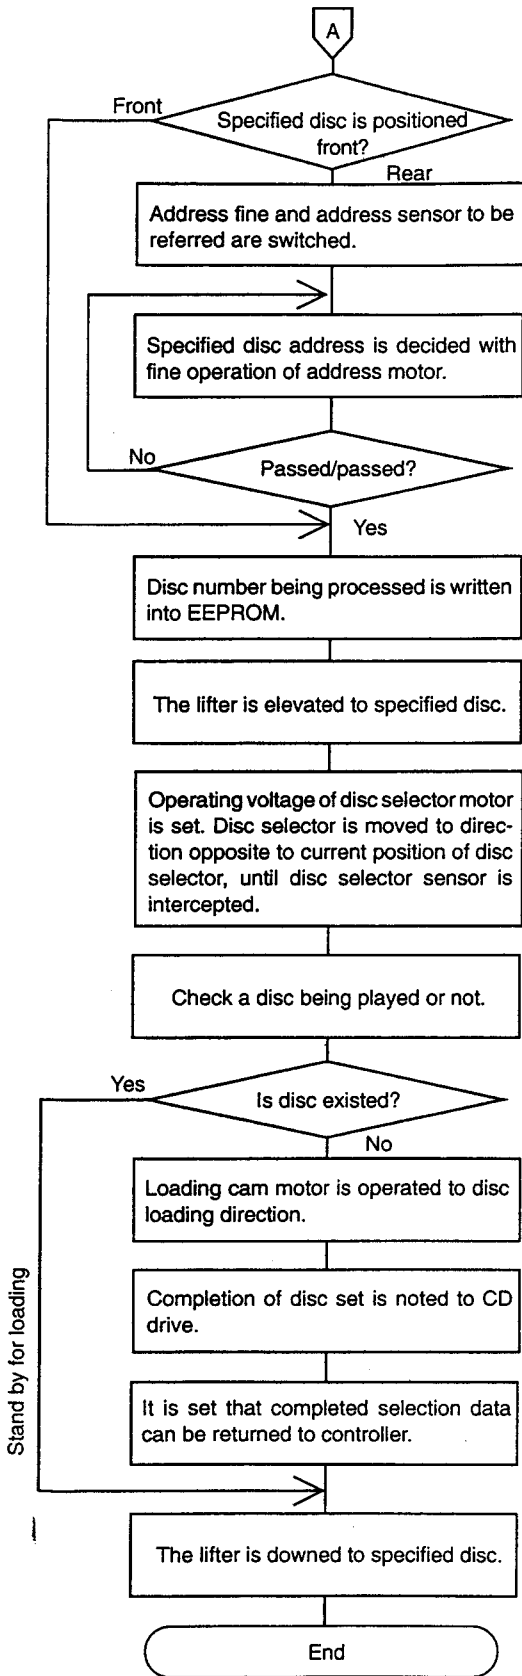 A
Front
Specified disc is positioned
front?
Rear
Address fine and address sensor to be
referred are switched.
Specified disc address is decided with
fine operation of address motor.
No
Passed/passed?
Yes
Disc number being processed is written
into EEPROM.
The lifter is elevated to specified disc.
Operating voltage of disc selector motor
is set. Disc selector is moved to direc-
tion opposite to current position of disc
selector, until disc selector sensor is
intercepted.
Check a disc being played or not.
Yes
Is disc existed?
No
Loading cam motor is operated to disc
loading direction.
Completion of disc set is noted to CD
drive.
Stand by for loading
It is set that completed selection data
can be returned to controller.
The lifter is downed to specified disc.
End